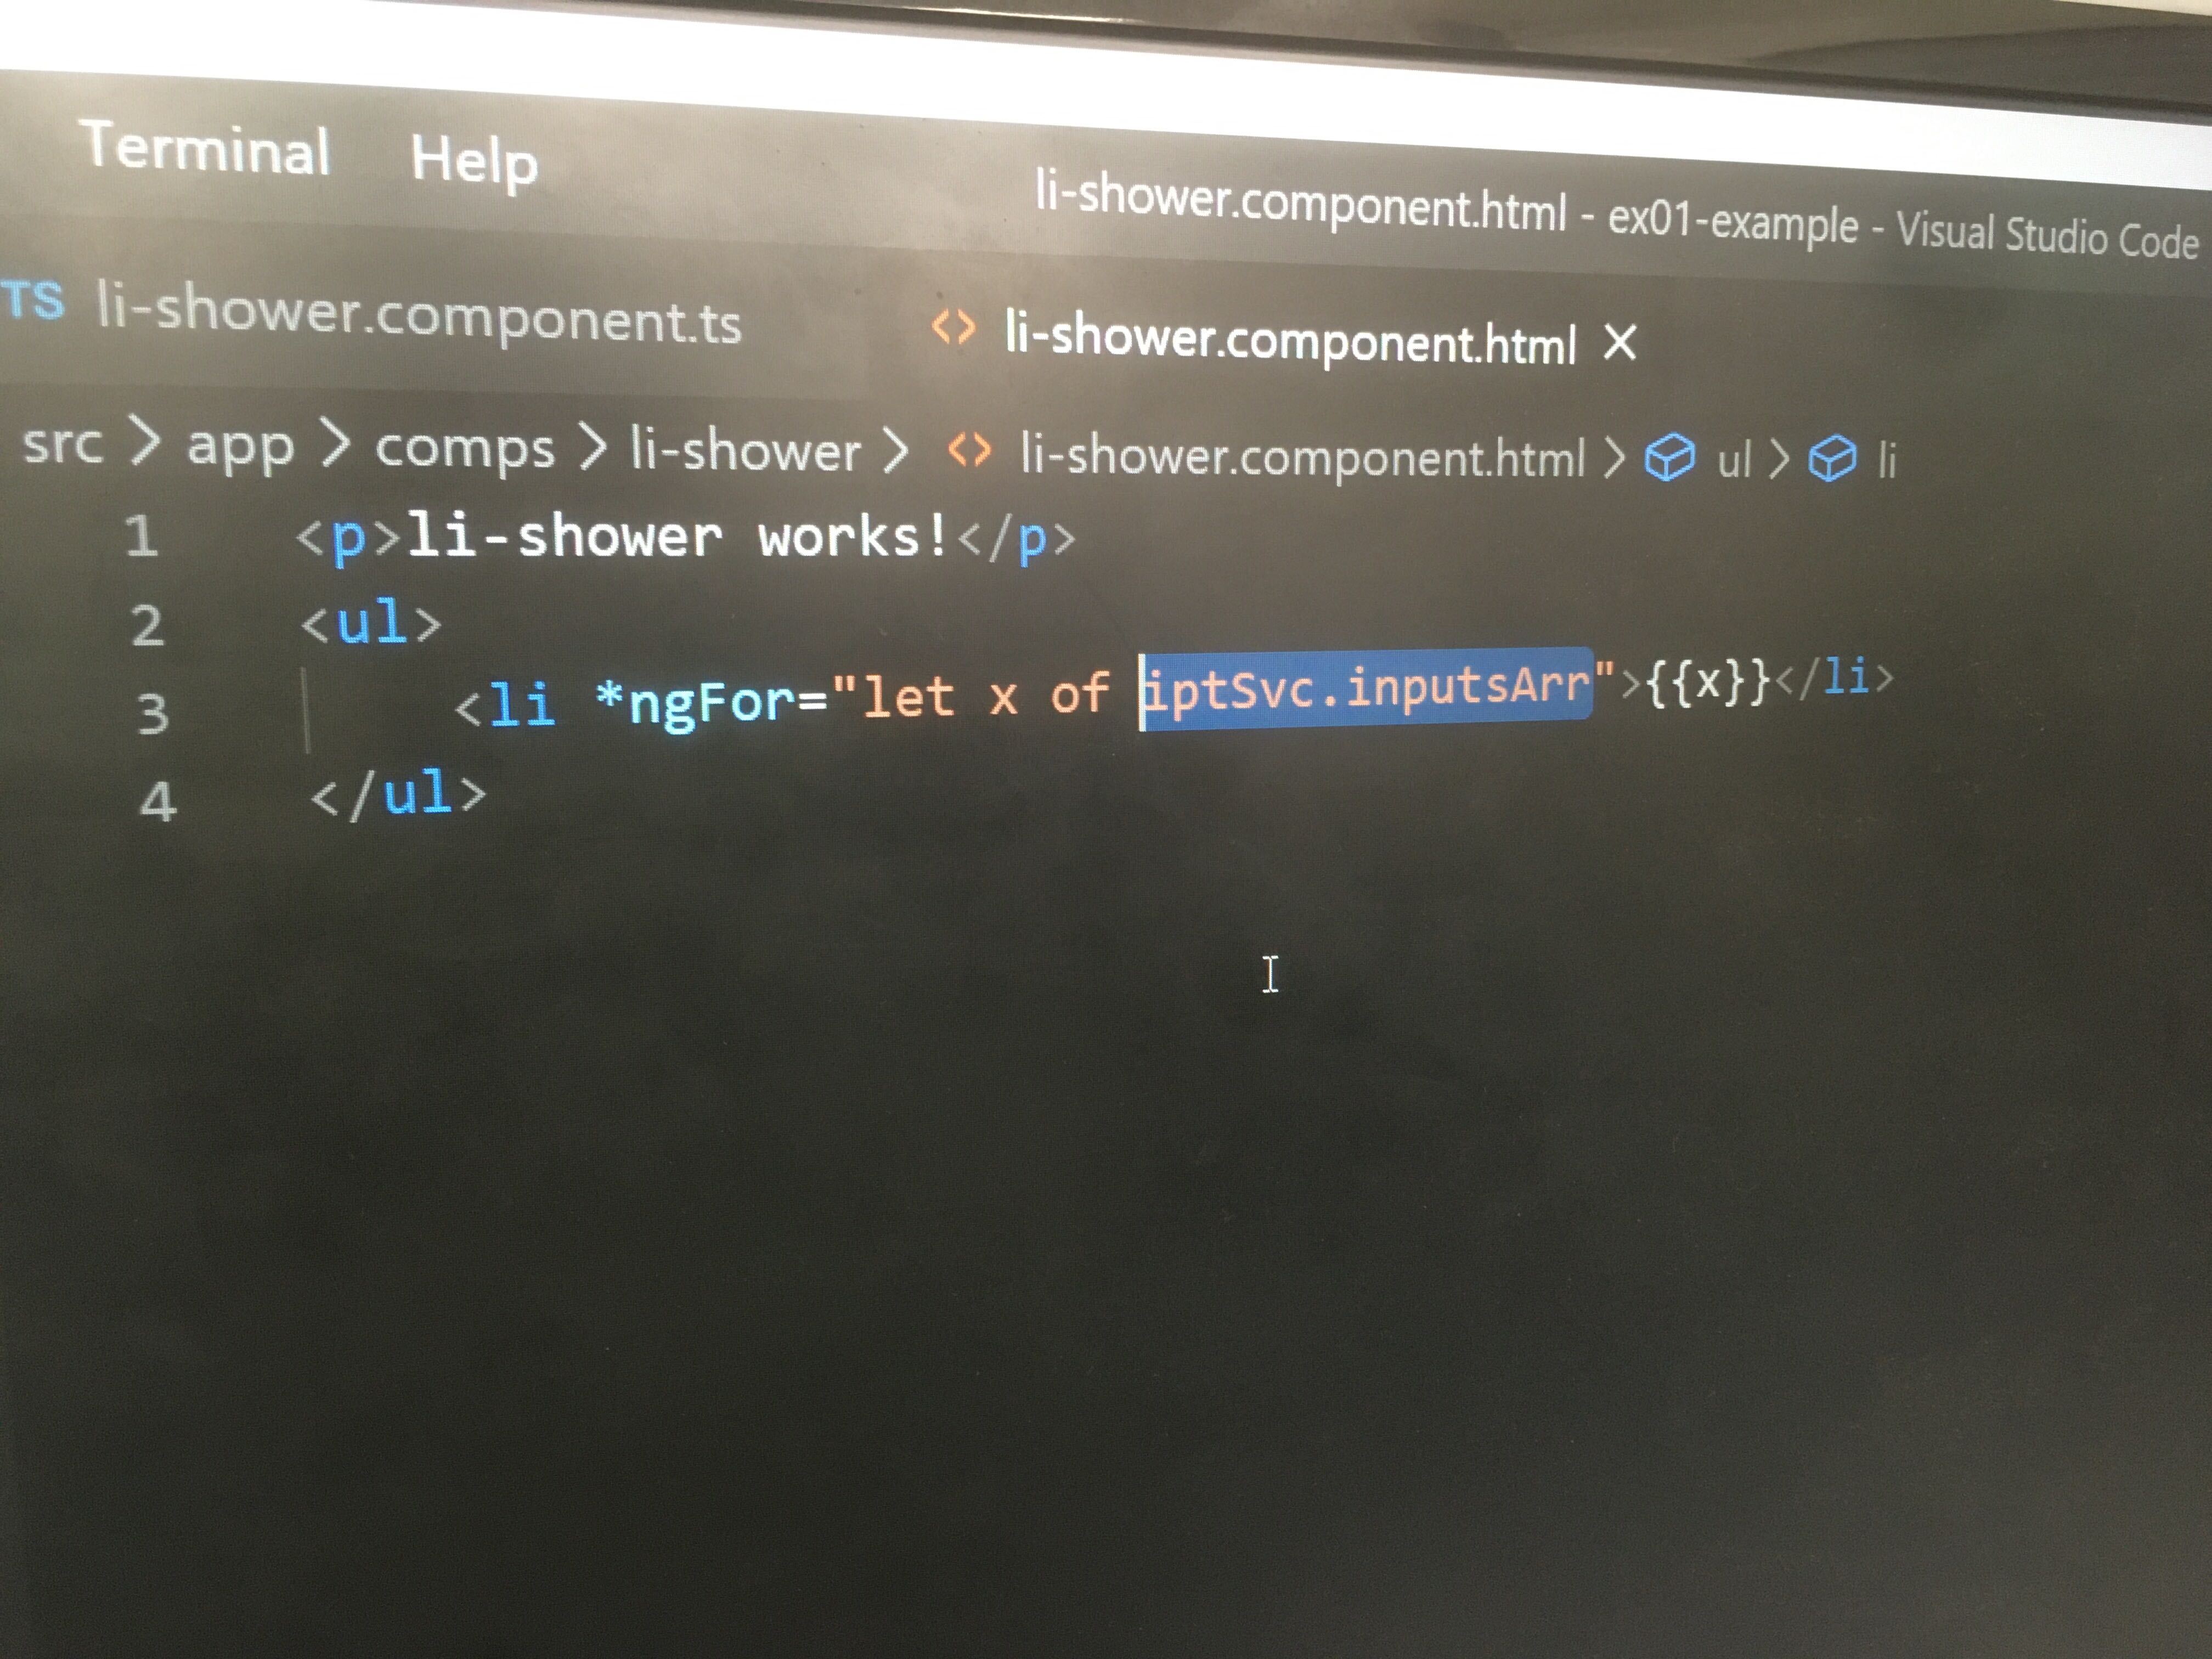 Terminal Help li-shower.component.html - ex01-example - Visual Studio Code
TS li-shower.component.ts <> li-shower.component.html ×
src > app > comps > li-shower > <> li-shower.component.html > ul > li
1 <p>li-shower works!</p>
2 <ul>
3 <li *ngFor="let x of iptSvc.inputsArr">{{x}}</li>
4 </ul>